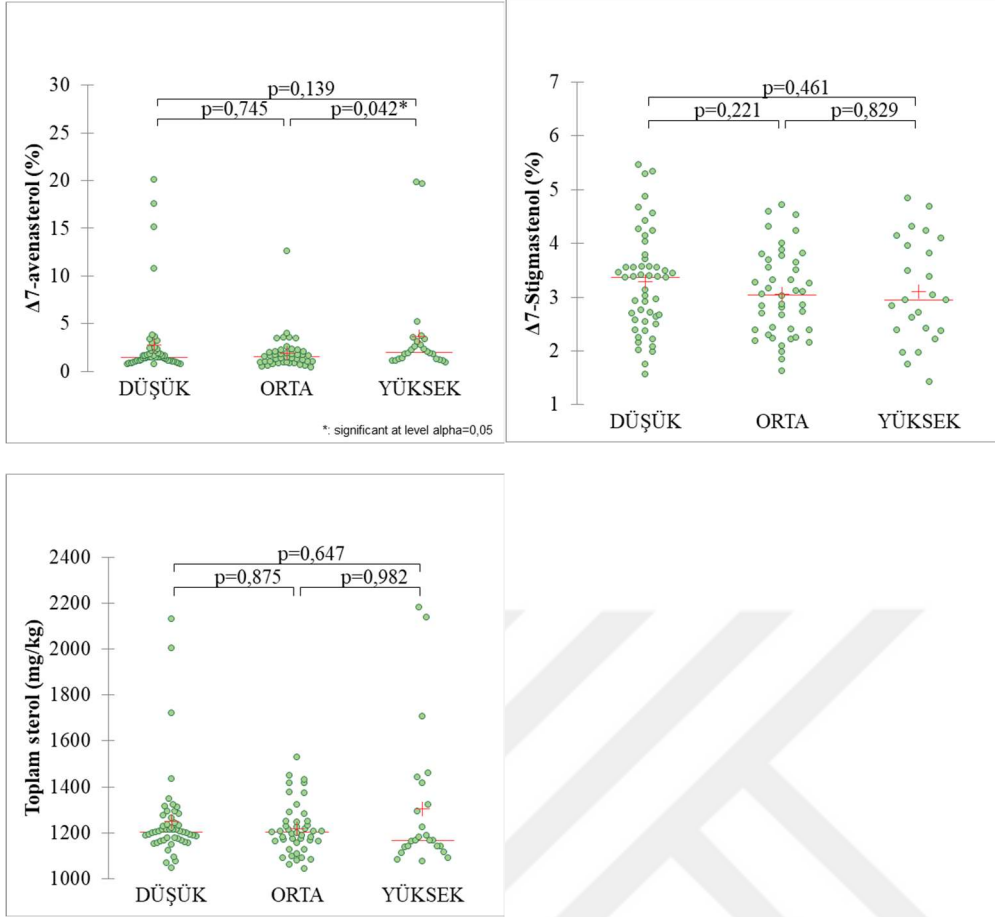 p=0,139
p=0,745
p=0,042*
Δ7-avenasterol (%)
30
25
20
15
10
5
0
DÜŞÜK
ORTA
YÜKSEK
*: significant at level alpha=0,05
p=0,461
p=0,221
p=0,829
Δ7-Stigmastenol (%)
7
6
5
4
3
2
1
DÜŞÜK
ORTA
YÜKSEK
p=0,647
p=0,875
p=0,982
Toplam sterol (mg/kg)
2400
2200
2000
1800
1600
1400
1200
1000
DÜŞÜK
ORTA
YÜKSEK